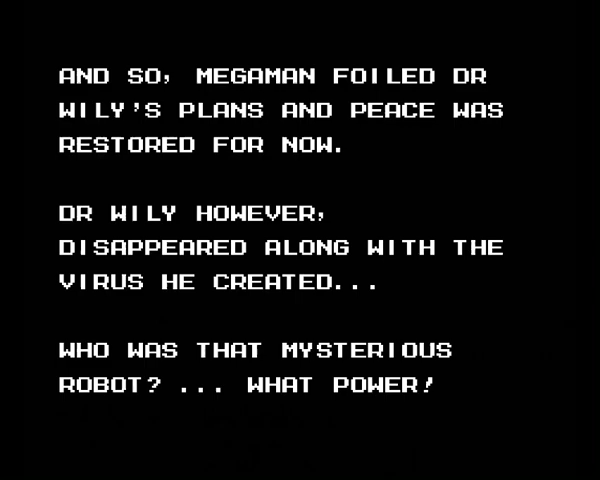 AND SO, MEGAMAN FOILED DR
WILY'S PLANS AND PEACE WAS
RESTORED FOR NOW.
DR WILY HOWEVER,
DISAPPEARED ALONG WITH THE
VIRUS HE CREATED...
WHO WAS THAT MYSTERIOUS
ROBOT? ... WHAT POWER!